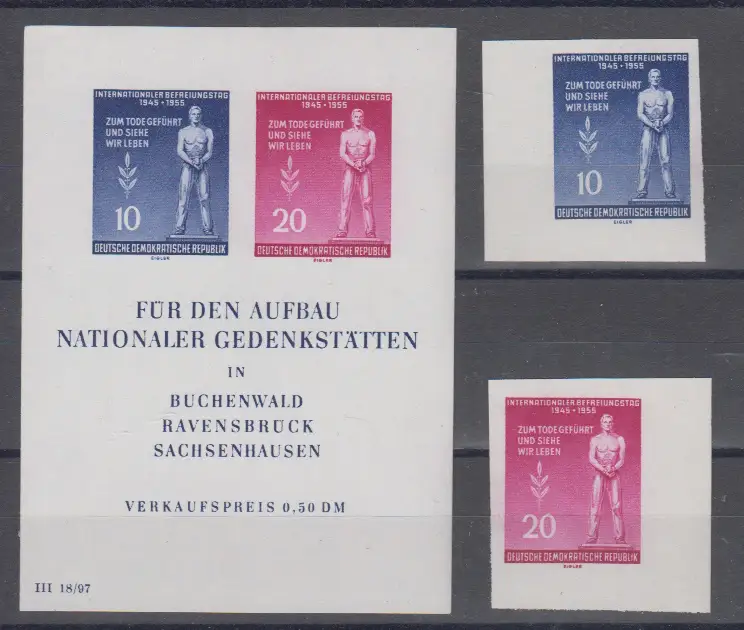 INTERNATIONALER BEFREIUNGSTAG
1945 · 1955
ZUM TODE GEFÜHRT
UND SIEHE
WIR LEBEN
10
DEUTSCHE DEMOKRATISCHE REPUBLIK
EIGLER
INTERNATIONALER BEFREIUNGSTAG
1945 · 1955
ZUM TODE GEFÜHRT
UND SIEHE
WIR LEBEN
20
DEUTSCHE DEMOKRATISCHE REPUBLIK
EIGLER
FÜR DEN AUFBAU
NATIONALER GEDENKSTÄTTEN
IN
BUCHENWALD
RAVENSBRÜCK
SACHSENHAUSEN
VERKAUFSPREIS 0,50 DM
III 18/97
INTERNATIONALER BEFREIUNGSTAG
1945 · 1955
ZUM TODE GEFÜHRT
UND SIEHE
WIR LEBEN
10
DEUTSCHE DEMOKRATISCHE REPUBLIK
EIGLER
INTERNATIONALER BEFREIUNGSTAG
1945 · 1955
ZUM TODE GEFÜHRT
UND SIEHE
WIR LEBEN
20
DEUTSCHE DEMOKRATISCHE REPUBLIK
EIGLER